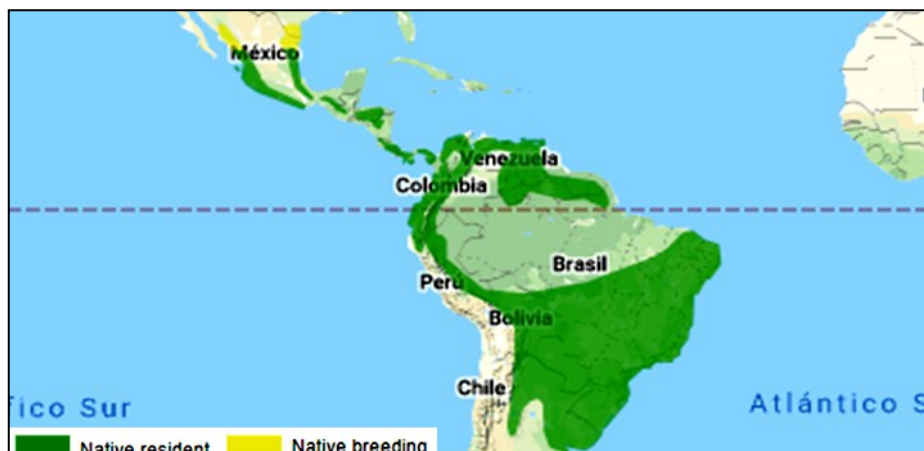 México
Venezuela
Colombia
Brasil
Perú
Bolivia
Chile
fico Sur
Atlántico S
Native resident Native breeding